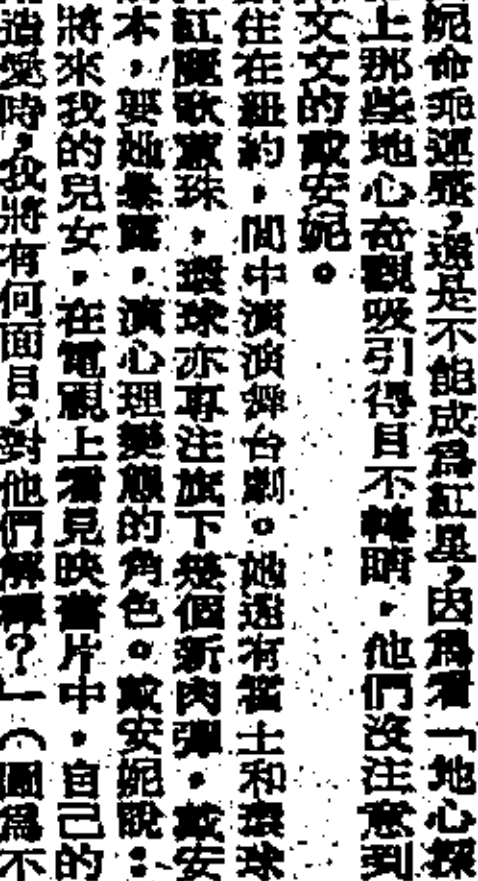 妮命乖運蹇，還是不能成爲紅星，因爲看「地心探
上那些地心奇觀吸引得目不轉睛，他們沒注意到
文文的戴安妮。
住在紐約，間中演演舞台劇。她還有霍士和環球
紅麗歌蓮珠，環球亦專注旗下幾個新肉彈，戴安
本，要她暴露，演心理變態的角色。戴安妮說：
將來我的兒女，在電視上看見映舊片中，自己的
造愛時，我將有何面目，對他們解釋？」（圖爲不